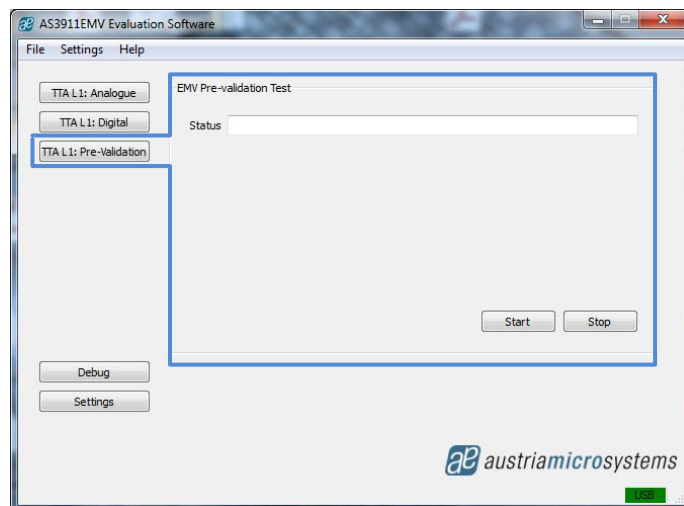 AS3911EMV Evaluation Software
File Settings Help
TTA L1: Analogue
TTA L1: Digital
TTA L1: Pre-Validation
EMV Pre-validation Test
Status
Start Stop
Debug
Settings
austriamicrosystems
USB